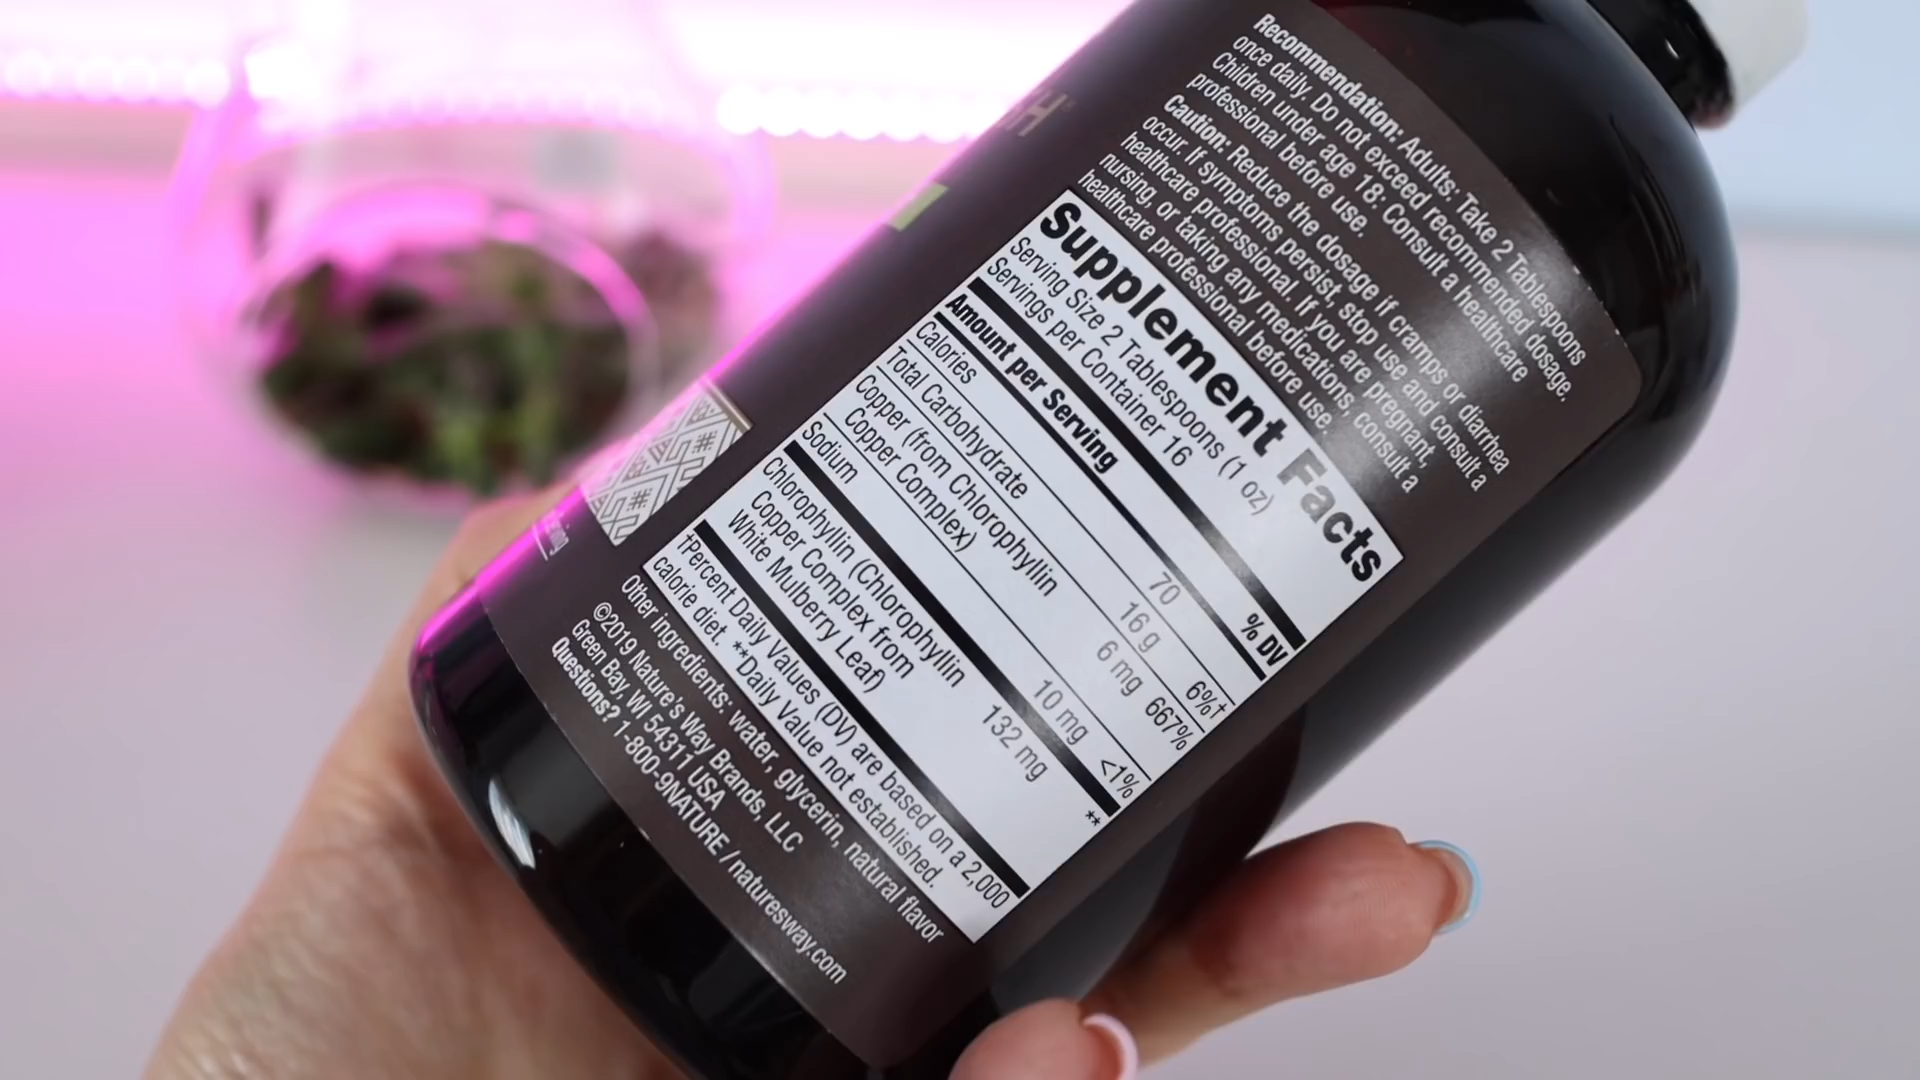 Recommendation: Adults: Take 2 Tablespoons
once daily. Do not exceed recommended dosage.
Children under age 18: Consult a healthcare
professional before use.
Caution: Reduce the dosage if cramps or diarrhea
occur. If symptoms persist, stop use and consult a
healthcare professional. If you are pregnant,
nursing, or taking any medications, consult a
healthcare professional before use.
Supplement Facts
Serving Size 2 Tablespoons (1 oz)
Servings per Container 16
Amount per Serving % DV
Calories 70
Total Carbohydrate 16 g 6%†
Copper (from Chlorophyllin 6 mg 667%
Copper Complex)
Sodium 10 mg <1%
Chlorophyllin (Chlorophyllin 132 mg **
Copper Complex from
White Mulberry Leaf)
†Percent Daily Values (DV) are based on a 2,000
calorie diet. **Daily Value not established.
Other ingredients: water, glycerin, natural flavor
©2019 Nature's Way Brands, LLC
Green Bay, WI 54311 USA
Questions? 1-800-9NATURE / naturesway.com